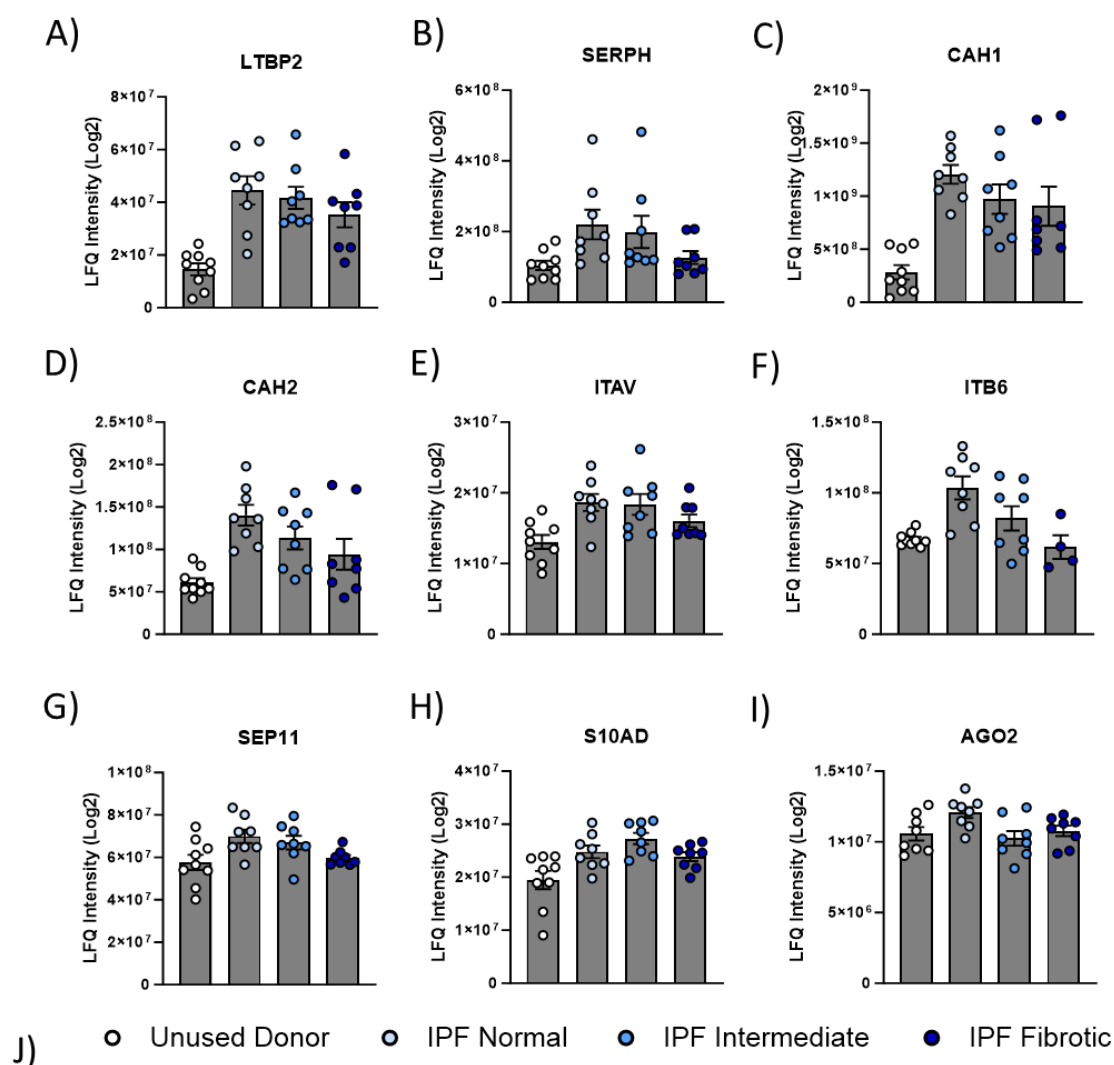 A)
LTBP2
LFQ Intensity (Log2)
8×10⁷
6×10⁷
4×10⁷
2×10⁷
0
B)
SERPH
LFQ Intensity (Log2)
6×10⁸
4×10⁸
2×10⁸
0
C)
CAH1
LFQ Intensity (Log2)
2×10⁹
1.5×10⁹
1×10⁹
5×10⁸
0
D)
CAH2
LFQ Intensity (Log2)
2.5×10⁸
2×10⁸
1.5×10⁸
1×10⁸
5×10⁷
0
E)
ITAV
LFQ Intensity (Log2)
3×10⁷
2×10⁷
1×10⁷
0
F)
ITB6
LFQ Intensity (Log2)
1.5×10⁸
1×10⁸
5×10⁷
0
G)
SEP11
LFQ Intensity (Log2)
1×10⁸
8×10⁷
6×10⁷
4×10⁷
2×10⁷
0
H)
S10AD
LFQ Intensity (Log2)
4×10⁷
3×10⁷
2×10⁷
1×10⁷
0
I)
AGO2
LFQ Intensity (Log2)
1.5×10⁷
1×10⁷
5×10⁶
0
Unused Donor IPF Normal IPF Intermediate IPF Fibrotic
J)